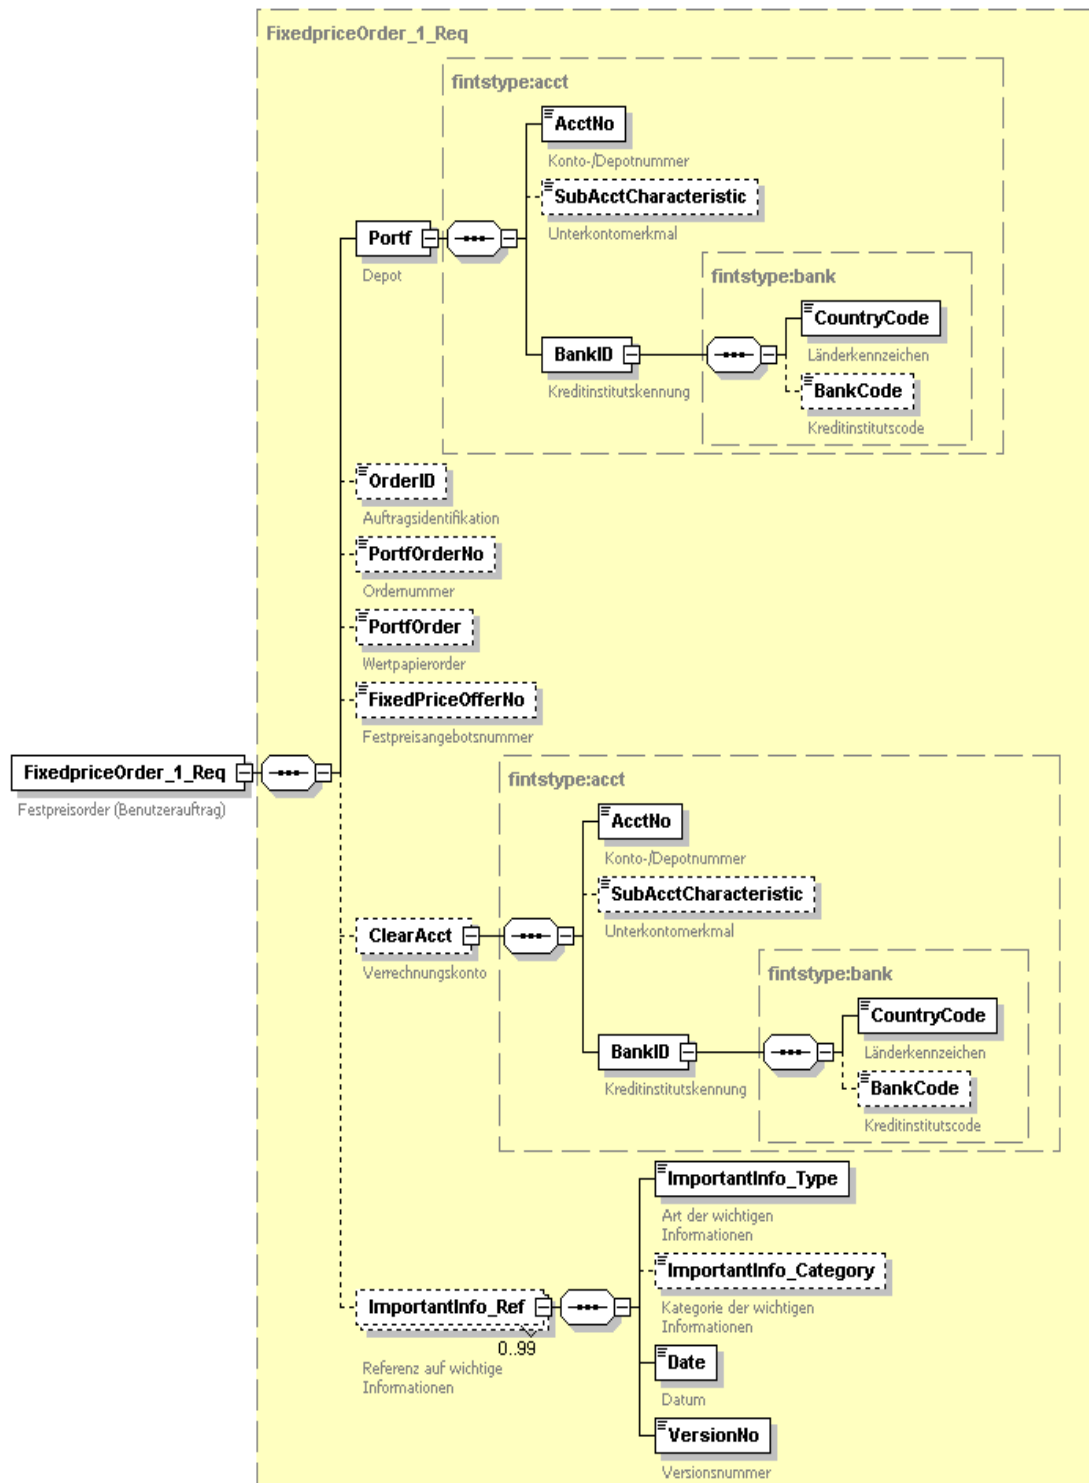 FixedpriceOrder_1_Req
fintstype:acct
AcctNo
Konto-/Depotnummer
SubAcctCharacteristic
Unterkontomerkmal
Portf
Depot
fintstype:bank
CountryCode
Länderkennzeichen
BankID
Kreditinstitutskennung
BankCode
Kreditinstitutscode
OrderID
Auftragsidentifikation
PortfOrderNo
Ordernummer
PortfOrder
Wertpapierorder
FixedPriceOfferNo
Festpreisangebotsnummer
FixedpriceOrder_1_Req
Festpreisorder (Benutzerauftrag)
fintstype:acct
AcctNo
Konto-/Depotnummer
SubAcctCharacteristic
Unterkontomerkmal
ClearAcct
Verrechnungskonto
fintstype:bank
CountryCode
Länderkennzeichen
BankID
Kreditinstitutskennung
BankCode
Kreditinstitutscode
ImportantInfo_Type
Art der wichtigen
Informationen
ImportantInfo_Category
Kategorie der wichtigen
Informationen
ImportantInfo_Ref
0..99
Referenz auf wichtige
Informationen
Date
Datum
VersionNo
Versionsnummer